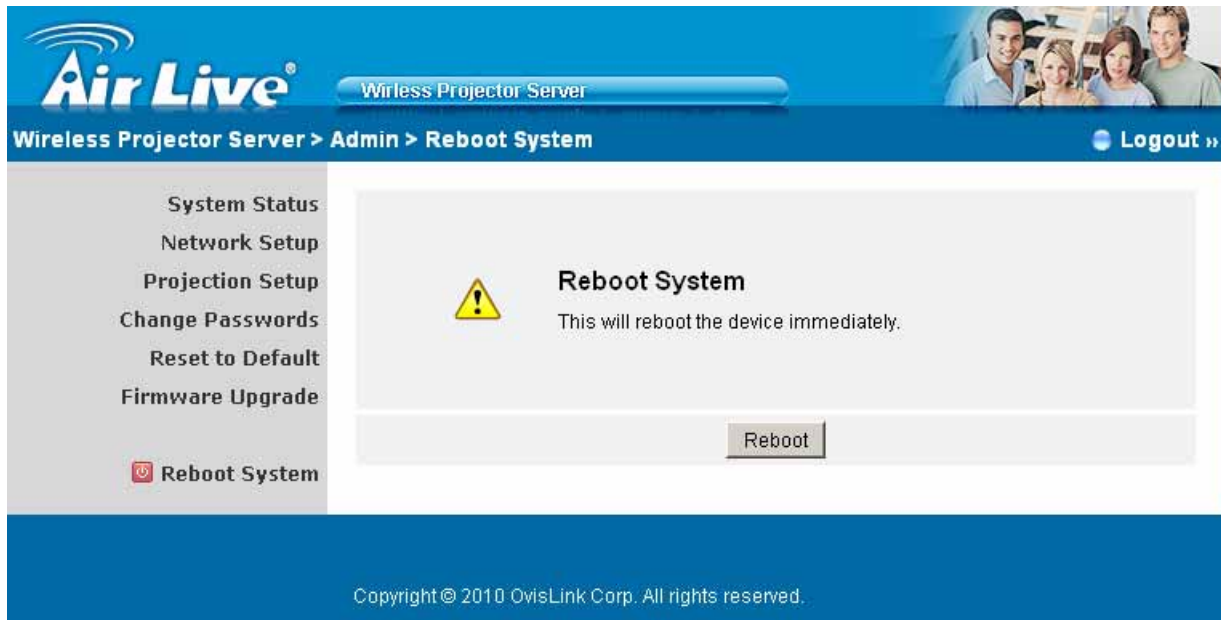 Air Live®
Wirless Projector Server
Wireless Projector Server > Admin > Reboot System
Logout »
System Status
Network Setup
Projection Setup
Change Passwords
Reset to Default
Firmware Upgrade
Reboot System
Reboot System
This will reboot the device immediately.
Reboot
Copyright © 2010 OvisLink Corp. All rights reserved.